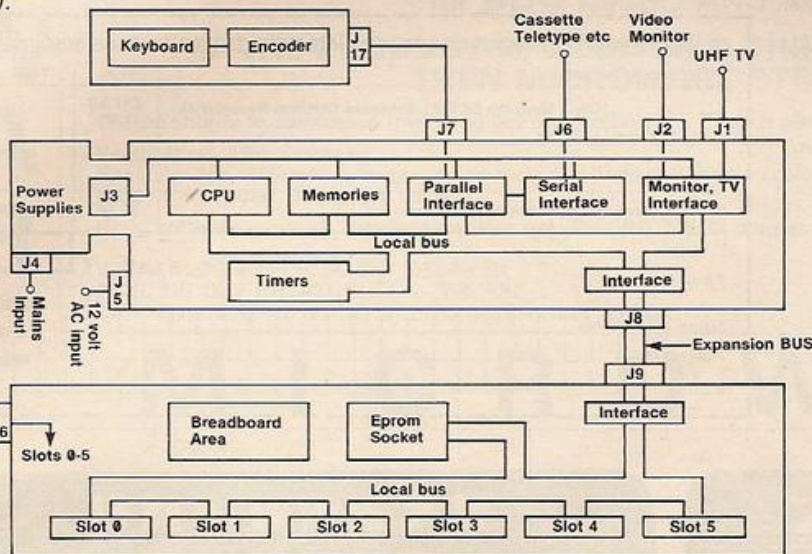 ).
Keyboard
Encoder
J
17
Cassette
Teletype etc
Video
Monitor
UHF TV
J7
J6
J2
J1
Power
Supplies
J3
CPU
Memories
Parallel
Interface
Serial
Interface
Monitor, TV
Interface
Local bus
J4
J
5
Timers
Interface
Mains
Input
12 volt
AC input
J8
Expansion BUS
J9
6
Slots 0-5
Breadboard
Area
Eprom
Socket
Interface
Local bus
Slot 0
Slot 1
Slot 2
Slot 3
Slot 4
Slot 5